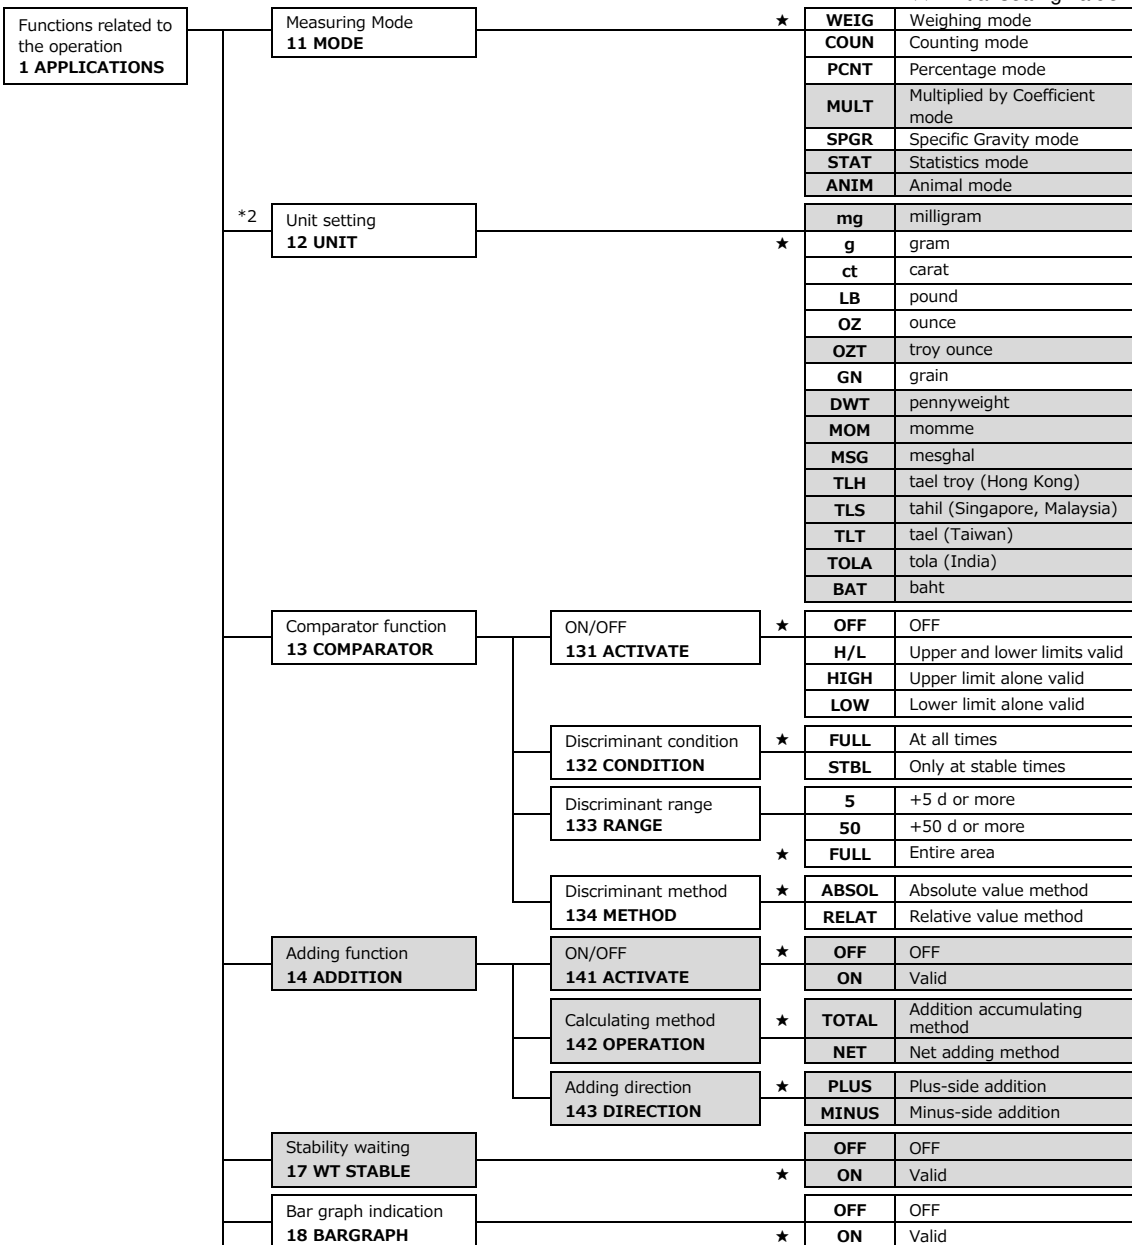 Functions related to
the operation
1 APPLICATIONS
Measuring Mode
11 MODE
★ WEIG Weighing mode
COUN Counting mode
PCNT Percentage mode
MULT Multiplied by Coefficient
mode
SPGR Specific Gravity mode
STAT Statistics mode
ANIM Animal mode
*2
Unit setting
12 UNIT
mg milligram
★ g gram
ct carat
LB pound
OZ ounce
OZT troy ounce
GN grain
DWT pennyweight
MOM momme
MSG mesghal
TLH tael troy (Hong Kong)
TLS tahil (Singapore, Malaysia)
TLT tael (Taiwan)
TOLA tola (India)
BAT baht
Comparator function
13 COMPARATOR
ON/OFF
131 ACTIVATE
★ OFF OFF
H/L Upper and lower limits valid
HIGH Upper limit alone valid
LOW Lower limit alone valid
Discriminant condition
132 CONDITION
★ FULL At all times
STBL Only at stable times
Discriminant range
133 RANGE
5 +5 d or more
50 +50 d or more
★ FULL Entire area
Discriminant method
134 METHOD
★ ABSOL Absolute value method
RELAT Relative value method
Adding function
14 ADDITION
ON/OFF
141 ACTIVATE
★ OFF OFF
ON Valid
Calculating method
142 OPERATION
★ TOTAL Addition accumulating
method
NET Net adding method
Adding direction
143 DIRECTION
★ PLUS Plus-side addition
MINUS Minus-side addition
Stability waiting
17 WT STABLE
OFF OFF
★ ON Valid
Bar graph indication
18 BARGRAPH
OFF OFF
★ ON Valid